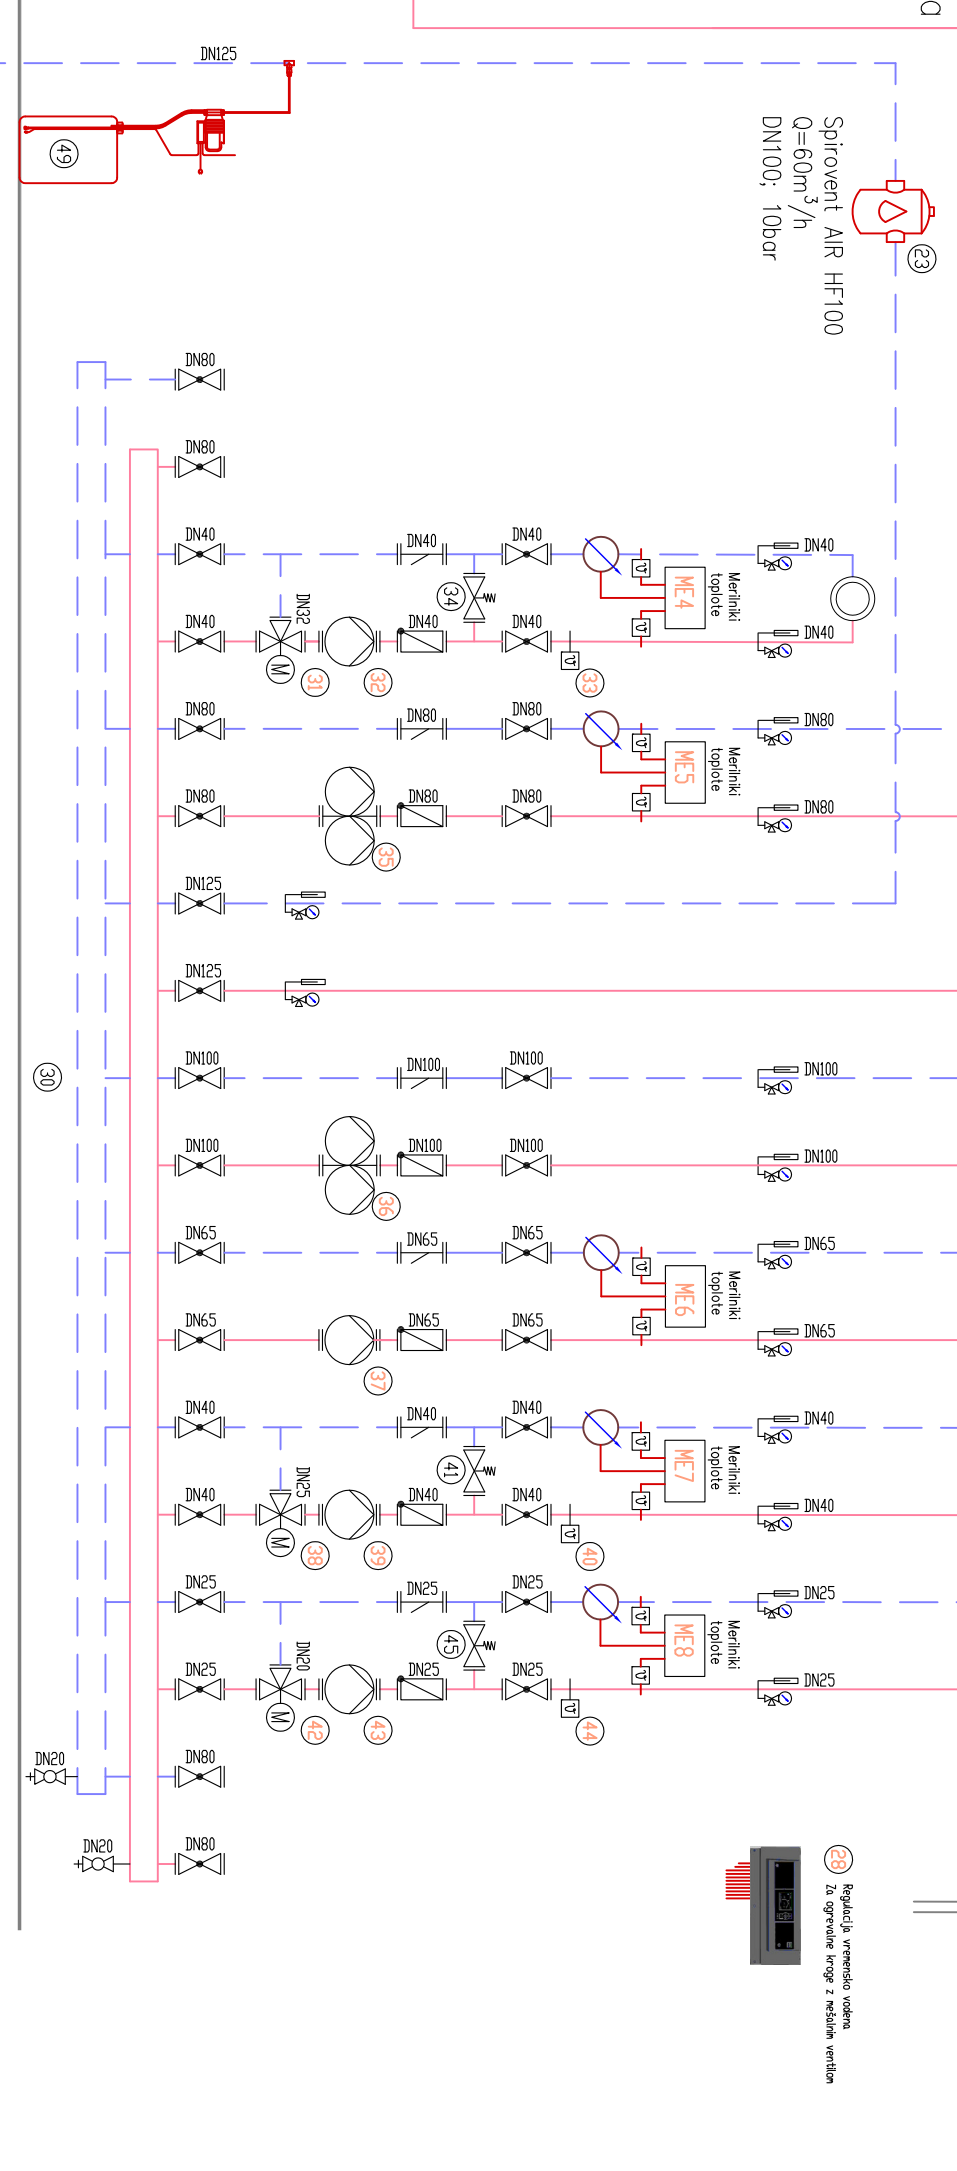 a
DN125
49
Spirovent AIR HF100
Q=60m³/h
DN100; 10bar
23
DN80
DN80
DN40
DN40
DN40
DN40
34
ME4
Merilniki
toplote
DN40
DN32
M
31
32
DN40
DN40
33
DN40
DN80
DN80
DN80
ME5
Merilniki
toplote
DN80
DN80
35
DN80
DN80
DN80
DN125
DN125
30
DN100
DN100
DN100
DN100
DN100
36
DN100
DN100
DN100
DN65
DN65
DN65
ME6
Merilniki
toplote
DN65
DN65
37
DN65
DN65
DN65
DN40
DN40
DN40
41
ME7
Merilniki
toplote
DN40
DN40
DN25
M
38
39
DN40
DN40
40
DN40
DN25
DN25
DN25
45
ME8
Merilniki
toplote
DN25
DN25
DN20
M
42
43
DN25
DN25
44
DN25
DN20
DN80
DN20
DN80
28
Regulacija vremensko vodena
Za ogrevalne kroge z mešalnim ventilom